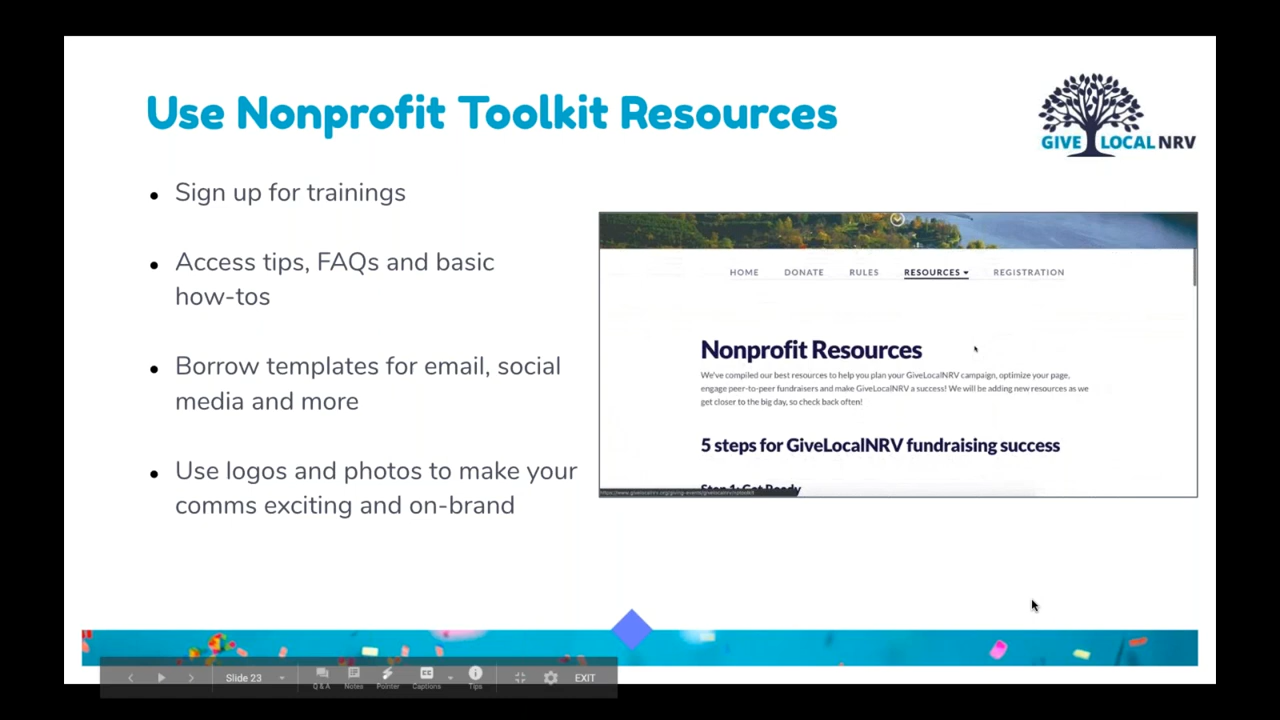 Use Nonprofit Toolkit Resources
GIVE LOCAL NRV
• Sign up for trainings
• Access tips, FAQs and basic
how-tos
• Borrow templates for email, social
media and more
• Use logos and photos to make your
comms exciting and on-brand
HOME DONATE RULES RESOURCES REGISTRATION
Nonprofit Resources
We've compiled our best resources to help you plan your GiveLocalNRV campaign, optimize your page,
engage peer-to-peer fundraisers and make GiveLocalNRV a success! We will be adding new resources as we
get closer to the big day, so check back often!
5 steps for GiveLocalNRV fundraising success
Step 1: Get Ready
Slide 23
Q & A Notes Pointer Captions Tips EXIT